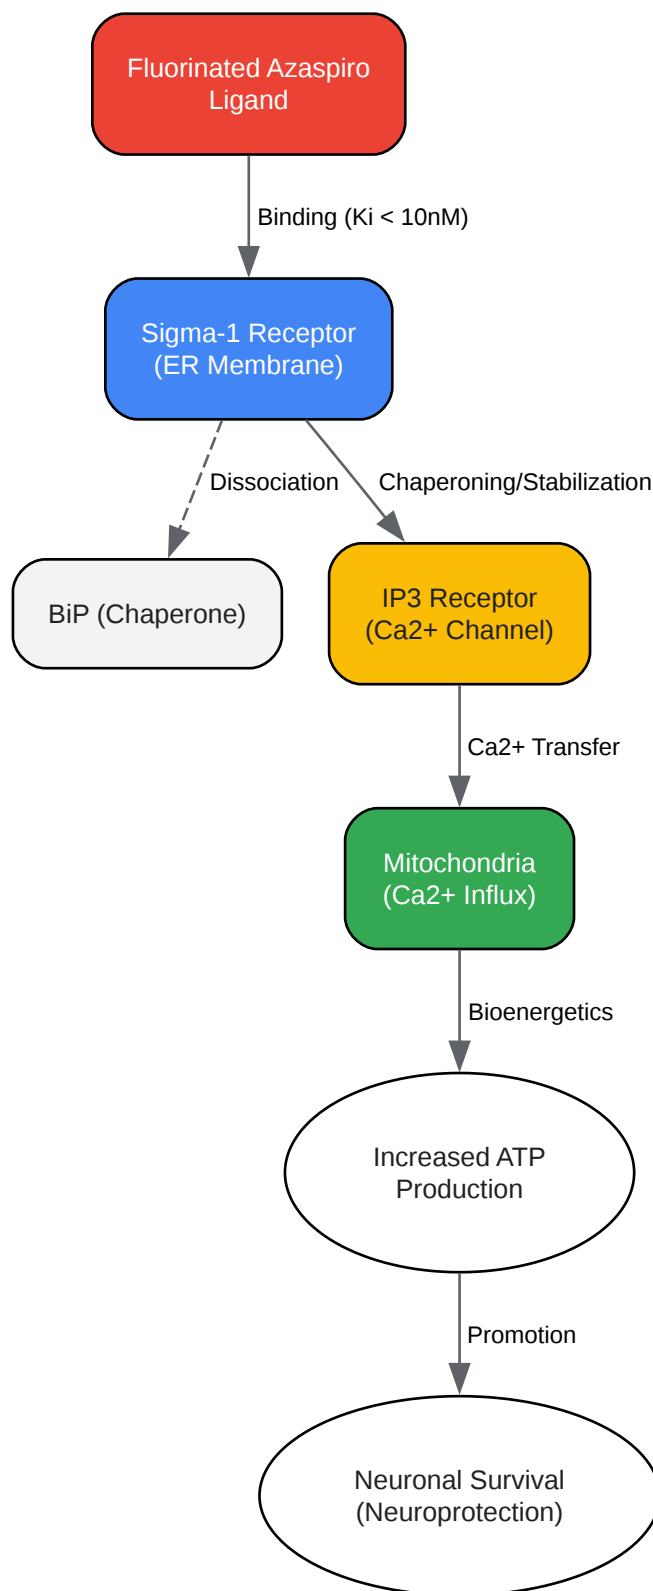 Fluorinated Azaspiro
Ligand
Binding (Ki < 10nM)
Sigma-1 Receptor
(ER Membrane)
Dissociation
Chaperoning/Stabilization
BiP (Chaperone)
IP3 Receptor
(Ca2+ Channel)
Ca2+ Transfer
Mitochondria
(Ca2+ Influx)
Bioenergetics
Increased ATP
Production
Promotion
Neuronal Survival
(Neuroprotection)